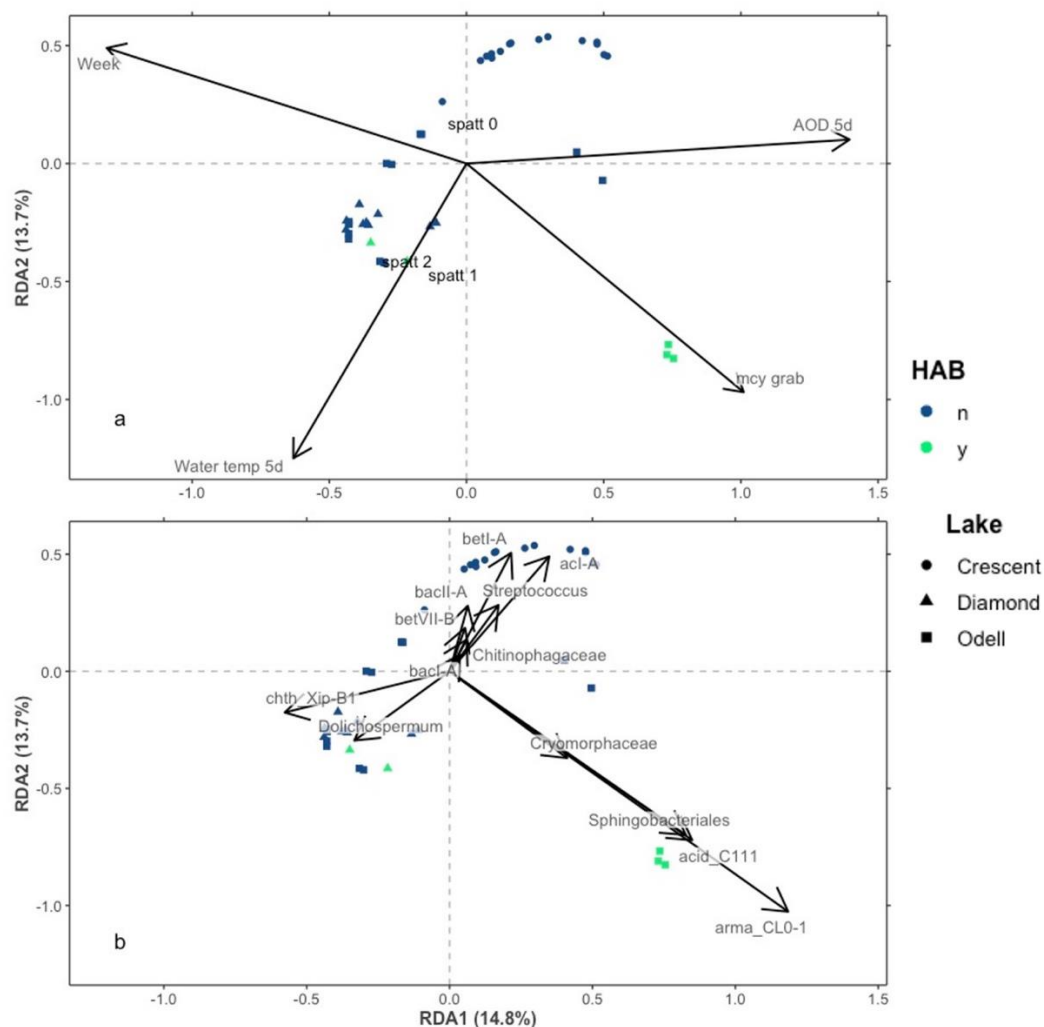 0.5
Week
spatt 0
AOD 5d
0.0
RDA2 (13.7%)
spatt 2
spatt 1
-0.5
mcy grab
-1.0
a
Water temp 5d
-1.0
-0.5
0.0
0.5
1.0
1.5
HAB
n
y
Lake
Crescent
Diamond
Odell
betI-A
0.5
acI-A
bacII-A
Streptococcus
betVII-B
Chitinophagaceae
bacI-A
0.0
chth_Xip-B1
Dolichospermum
RDA2 (13.7%)
Cryomorphaceae
-0.5
Sphingobacteriales
acid_C111
arma_CL0-1
-1.0
b
-1.0
-0.5
0.0
0.5
1.0
1.5
RDA1 (14.8%)